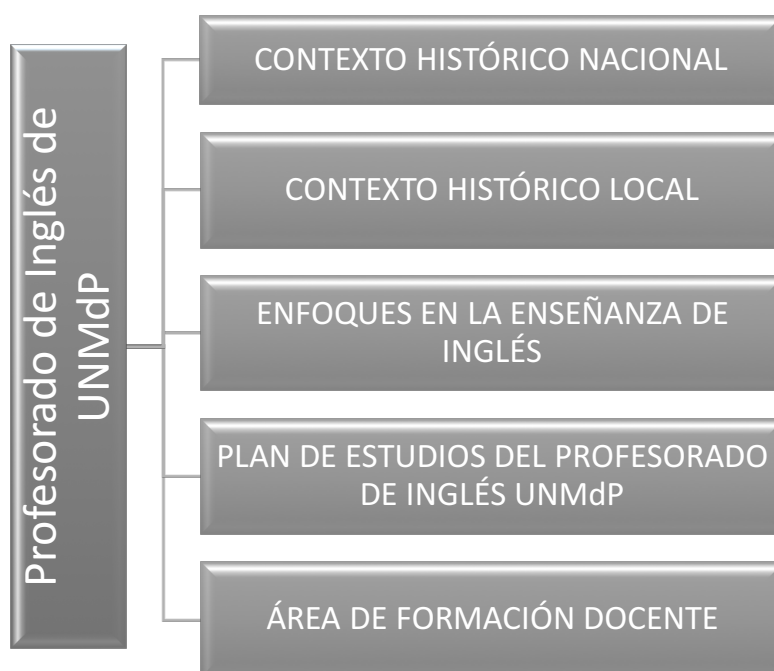 Profesorado de Inglés de
UNMdP
CONTEXTO HISTÓRICO NACIONAL
CONTEXTO HISTÓRICO LOCAL
ENFOQUES EN LA ENSEÑANZA DE
INGLÉS
PLAN DE ESTUDIOS DEL PROFESORADO
DE INGLÉS UNMdP
ÁREA DE FORMACIÓN DOCENTE